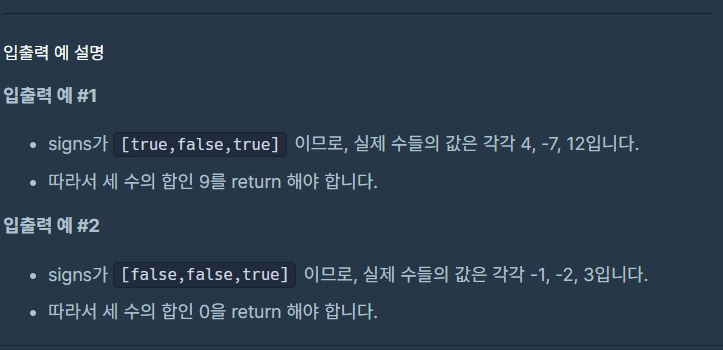 입출력 예 설명
입출력 예 #1
• signs가 [true,false,true] 이므로, 실제 수들의 값은 각각 4, -7, 12입니다.
• 따라서 세 수의 합인 9를 return 해야 합니다.
입출력 예 #2
• signs가 [false,false,true] 이므로, 실제 수들의 값은 각각 -1, -2, 3입니다.
• 따라서 세 수의 합인 0을 return 해야 합니다.